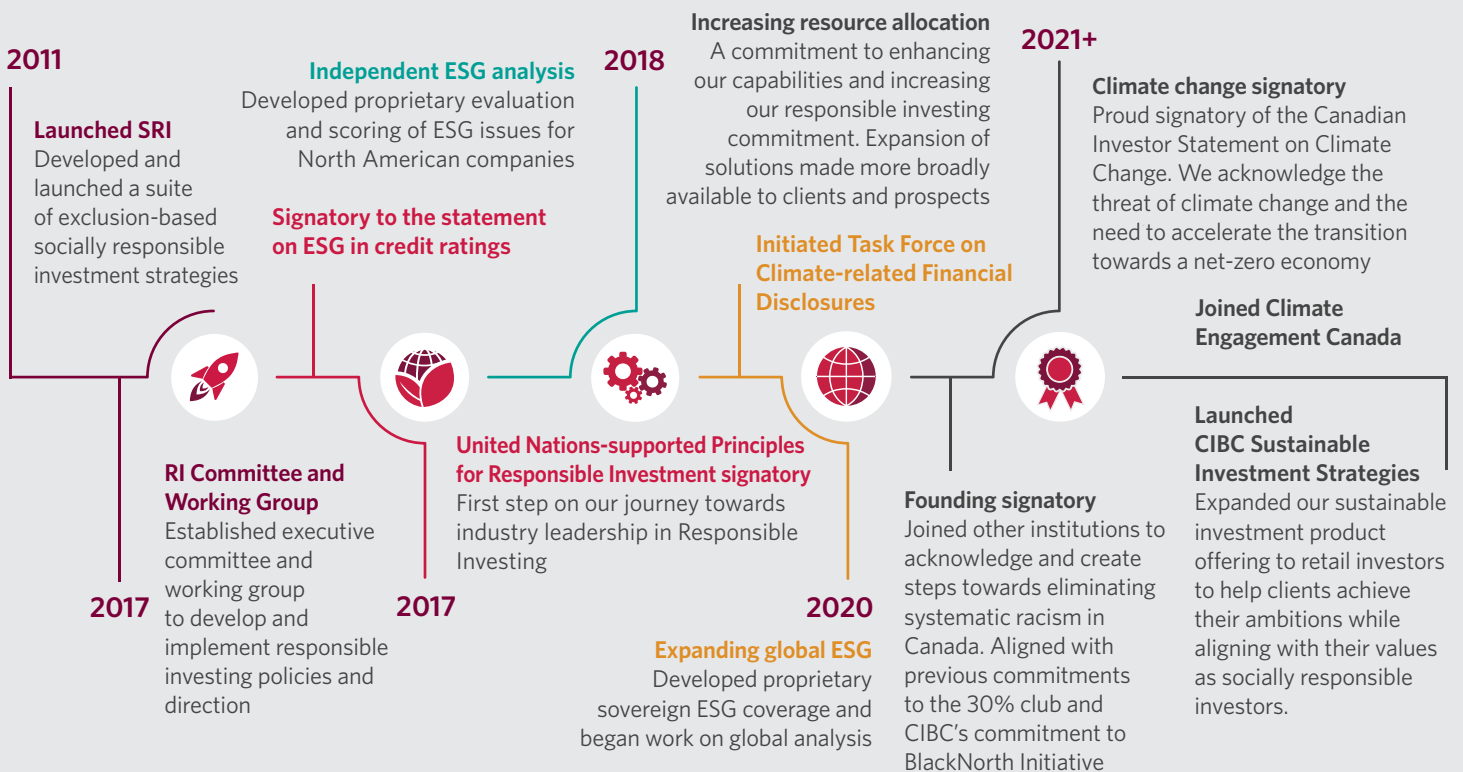 2011
Launched SRI
Developed and
launched a suite
of exclusion-based
socially responsible
investment strategies
2017
RI Committee and
Working Group
Established executive
committee and
working group
to develop and
implement responsible
investing policies and
direction
Signatory to the statement
on ESG in credit ratings
2017
United Nations-supported Principles
for Responsible Investment signatory
First step on our journey towards
industry leadership in Responsible
Investing
Independent ESG analysis
Developed proprietary evaluation
and scoring of ESG issues for
North American companies
2018
Increasing resource allocation
A commitment to enhancing
our capabilities and increasing
our responsible investing
commitment. Expansion of
solutions made more broadly
available to clients and prospects
Initiated Task Force on
Climate-related Financial
Disclosures
2020
Expanding global ESG
Developed proprietary
sovereign ESG coverage and
began work on global analysis
Founding signatory
Joined other institutions to
acknowledge and create
steps towards eliminating
systematic racism in
Canada. Aligned with
previous commitments
to the 30% club and
CIBC's commitment to
BlackNorth Initiative
2021+
Climate change signatory
Proud signatory of the Canadian
Investor Statement on Climate
Change. We acknowledge the
threat of climate change and the
need to accelerate the transition
towards a net-zero economy
Joined Climate
Engagement Canada
Launched
CIBC Sustainable
Investment Strategies
Expanded our sustainable
investment product
offering to retail investors
to help clients achieve
their ambitions while
aligning with their values
as socially responsible
investors.